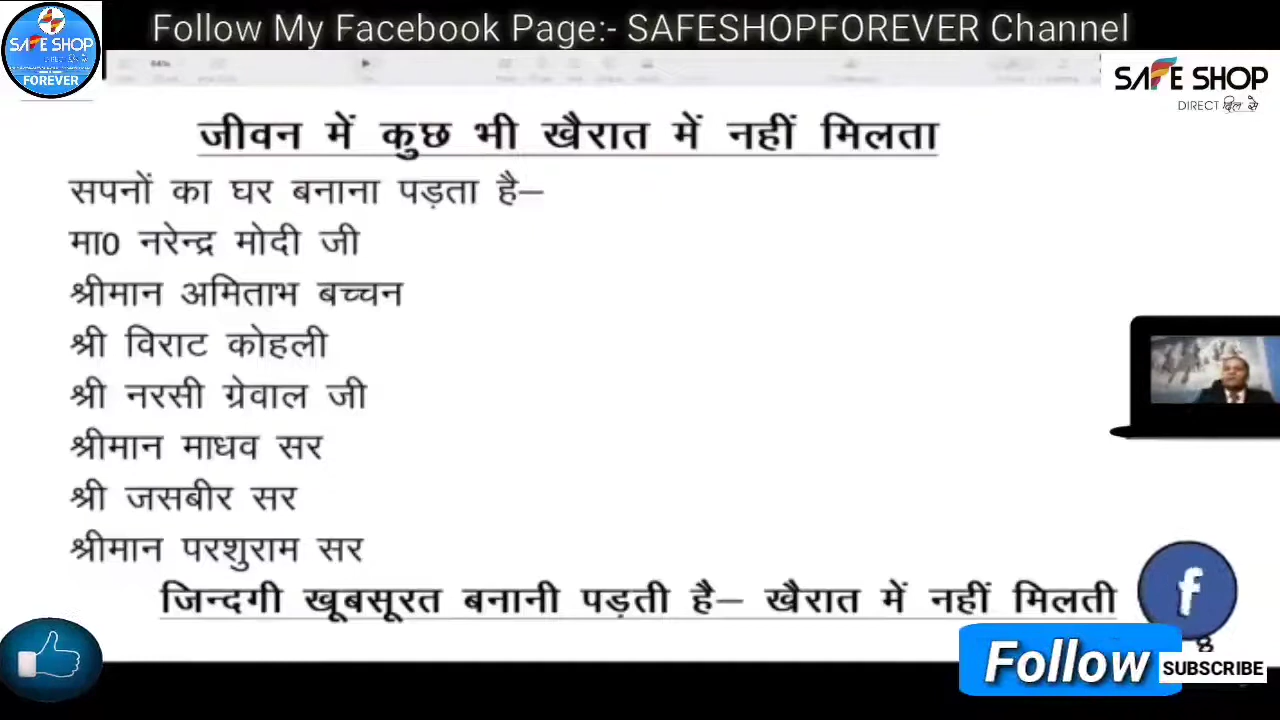 Follow My Facebook Page:- SAFESHOPFOREVER Channel
SAFE SHOP
FOREVER
SAFE SHOP
DIRECT दिल से
जीवन में कुछ भी खैरात में नहीं मिलता
सपनों का घर बनाना पड़ता है–
मा0 नरेन्द्र मोदी जी
श्रीमान अमिताभ बच्चन
श्री विराट कोहली
श्री नरसी ग्रेवाल जी
श्रीमान माधव सर
श्री जसबीर सर
श्रीमान परशुराम सर
जिन्दगी खूबसूरत बनानी पड़ती है– खैरात में नहीं मिलती
f
8
Follow
SUBSCRIBE